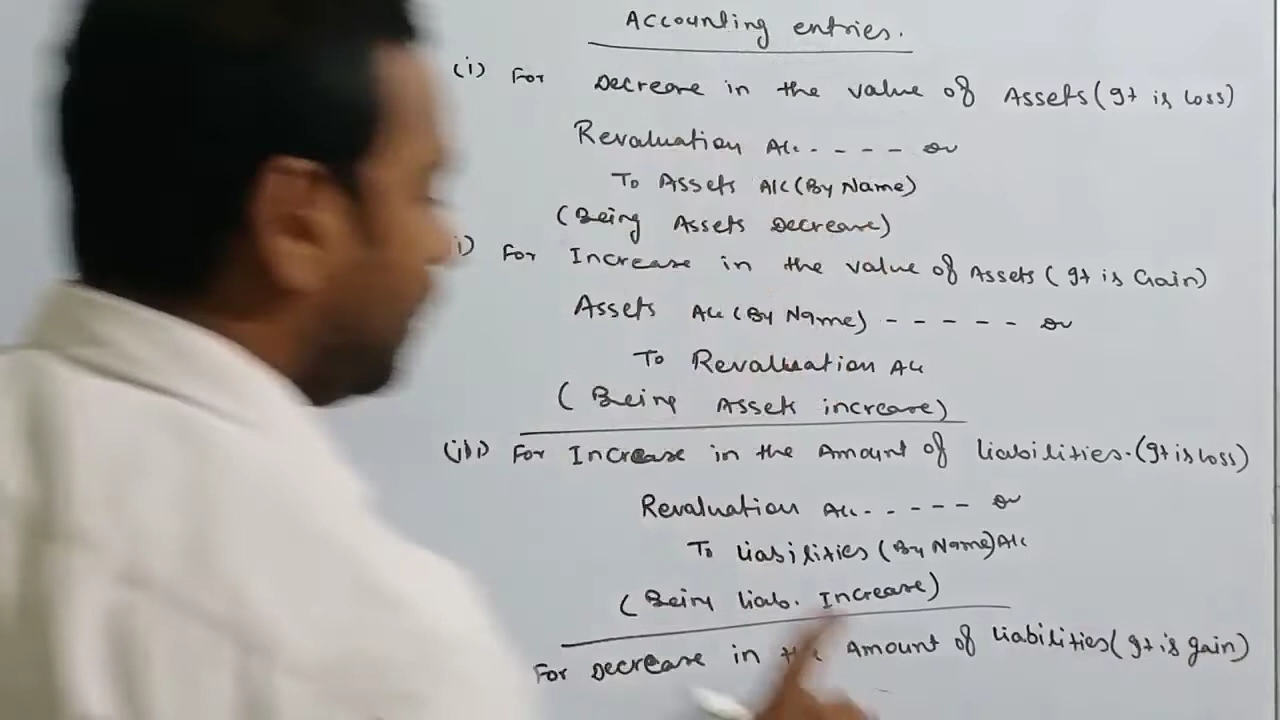 Accounting entries.
(i) For Decrease in the value of Assets (It is loss)
Revaluation A/c - - - - Dr
To Assets A/c (By Name)
(Being Assets Decrease)
i) For Increase in the value of Assets (It is Gain)
Assets A/c (By Name) - - - - - Dr
To Revaluation A/c
(Being Assets increase)
(iii) For Increase in the Amount of liabilities. (It is loss)
Revaluation A/c - - - - - Dr
To liabilities (By Name) A/c
(Being liab. Increase)
For Decrease in the Amount of liabilities (It is gain)